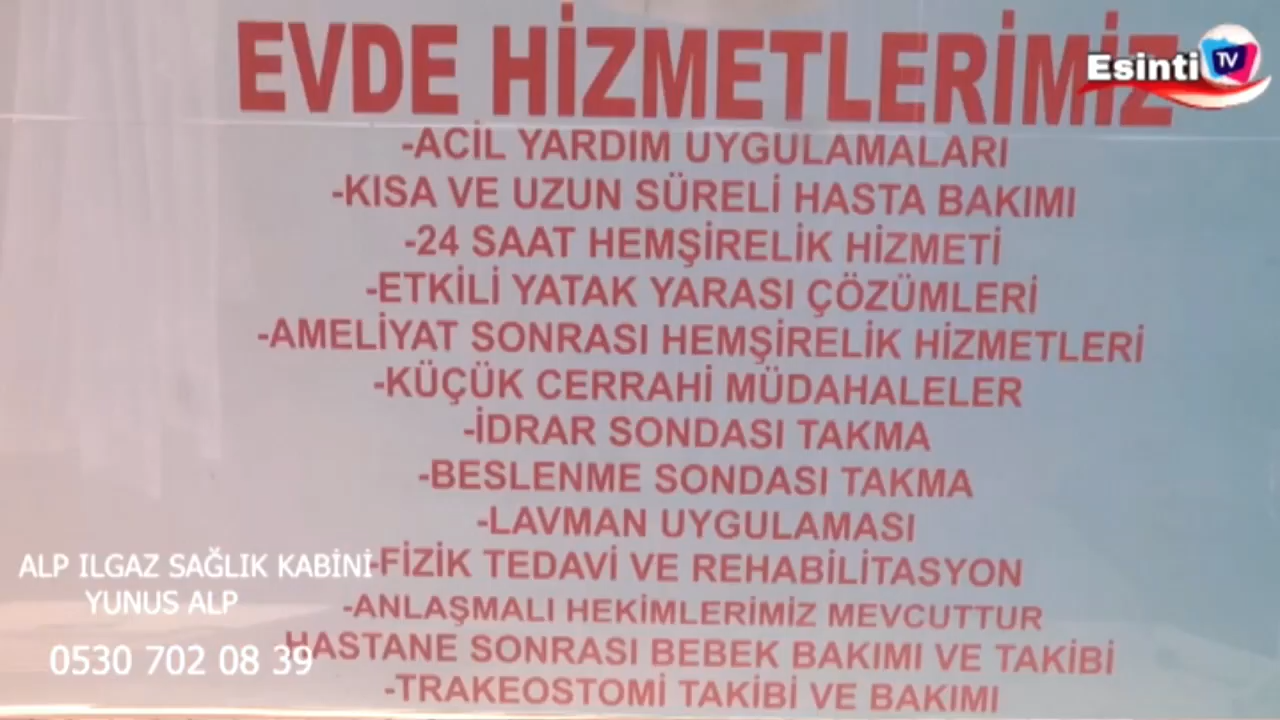 EVDE HİZMETLERİMİZ
Esinti TV
-ACİL YARDIM UYGULAMALARI
-KISA VE UZUN SÜRELİ HASTA BAKIMI
-24 SAAT HEMŞİRELİK HİZMETİ
-ETKİLİ YATAK YARASI ÇÖZÜMLERİ
-AMELİYAT SONRASI HEMŞİRELİK HİZMETLERİ
-KÜÇÜK CERRAHİ MÜDAHALELER
-İDRAR SONDASI TAKMA
-BESLENME SONDASI TAKMA
-LAVMAN UYGULAMASI
-FİZİK TEDAVİ VE REHABİLİTASYON
-ANLAŞMALI HEKİMLERİMİZ MEVCUTTUR
-HASTANE SONRASI BEBEK BAKIMI VE TAKİBİ
-TRAKEOSTOMİ TAKİBİ VE BAKIMI
ALP ILGAZ SAĞLIK KABİNİ
YUNUS ALP
0530 702 08 39